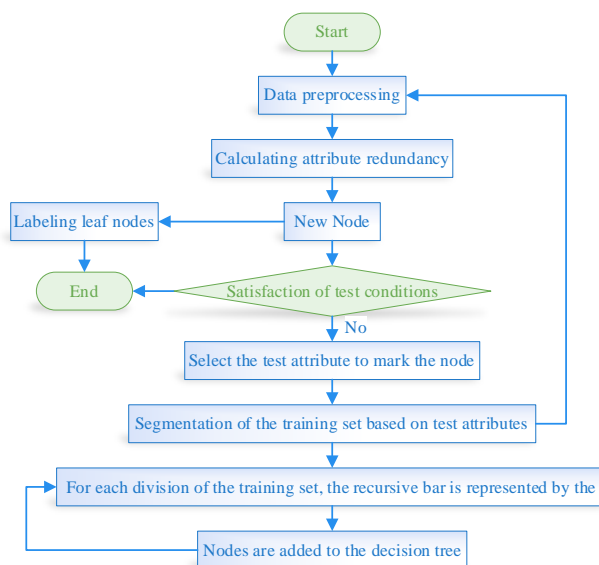 Start
Data preprocessing
Calculating attribute redundancy
Labeling leaf nodes
New Node
End
Satisfaction of test conditions
No
Select the test attribute to mark the node
Segmentation of the training set based on test attributes
For each division of the training set, the recursive bar is represented by the
Nodes are added to the decision tree